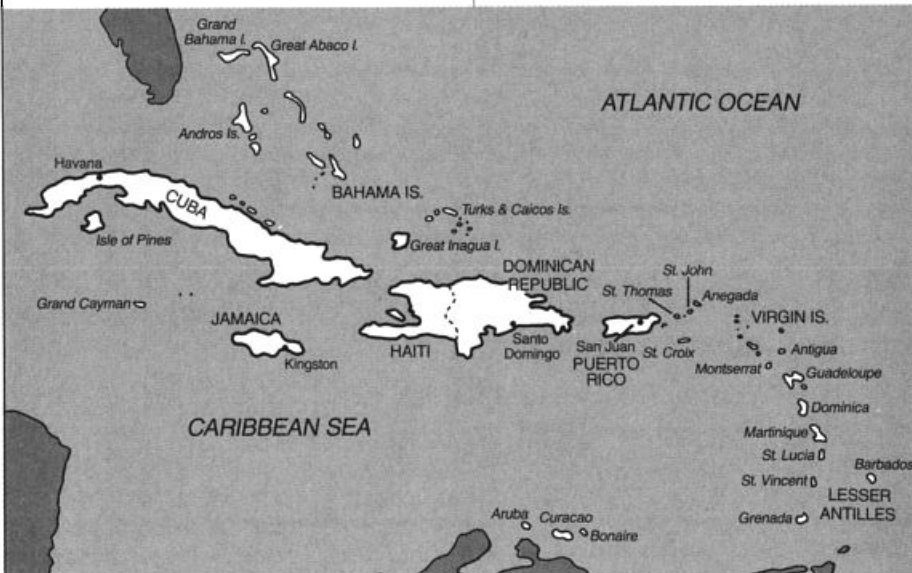 Grand
Bahama I.
Great Abaco I.
ATLANTIC OCEAN
Andros Is.
Havana
BAHAMA IS.
CUBA
Turks & Caicos Is.
Isle of Pines
Great Inagua I.
DOMINICAN
REPUBLIC
St. John
St. Thomas
Anegada
Grand Cayman
JAMAICA
VIRGIN IS.
HAITI
Santo
Domingo
San Juan
PUERTO
RICO
St. Croix
Antigua
Kingston
Montserrat
Guadeloupe
Dominica
CARIBBEAN SEA
Martinique
St. Lucia
Barbados
St. Vincent
LESSER
ANTILLES
Aruba
Curacao
Grenada
Bonaire